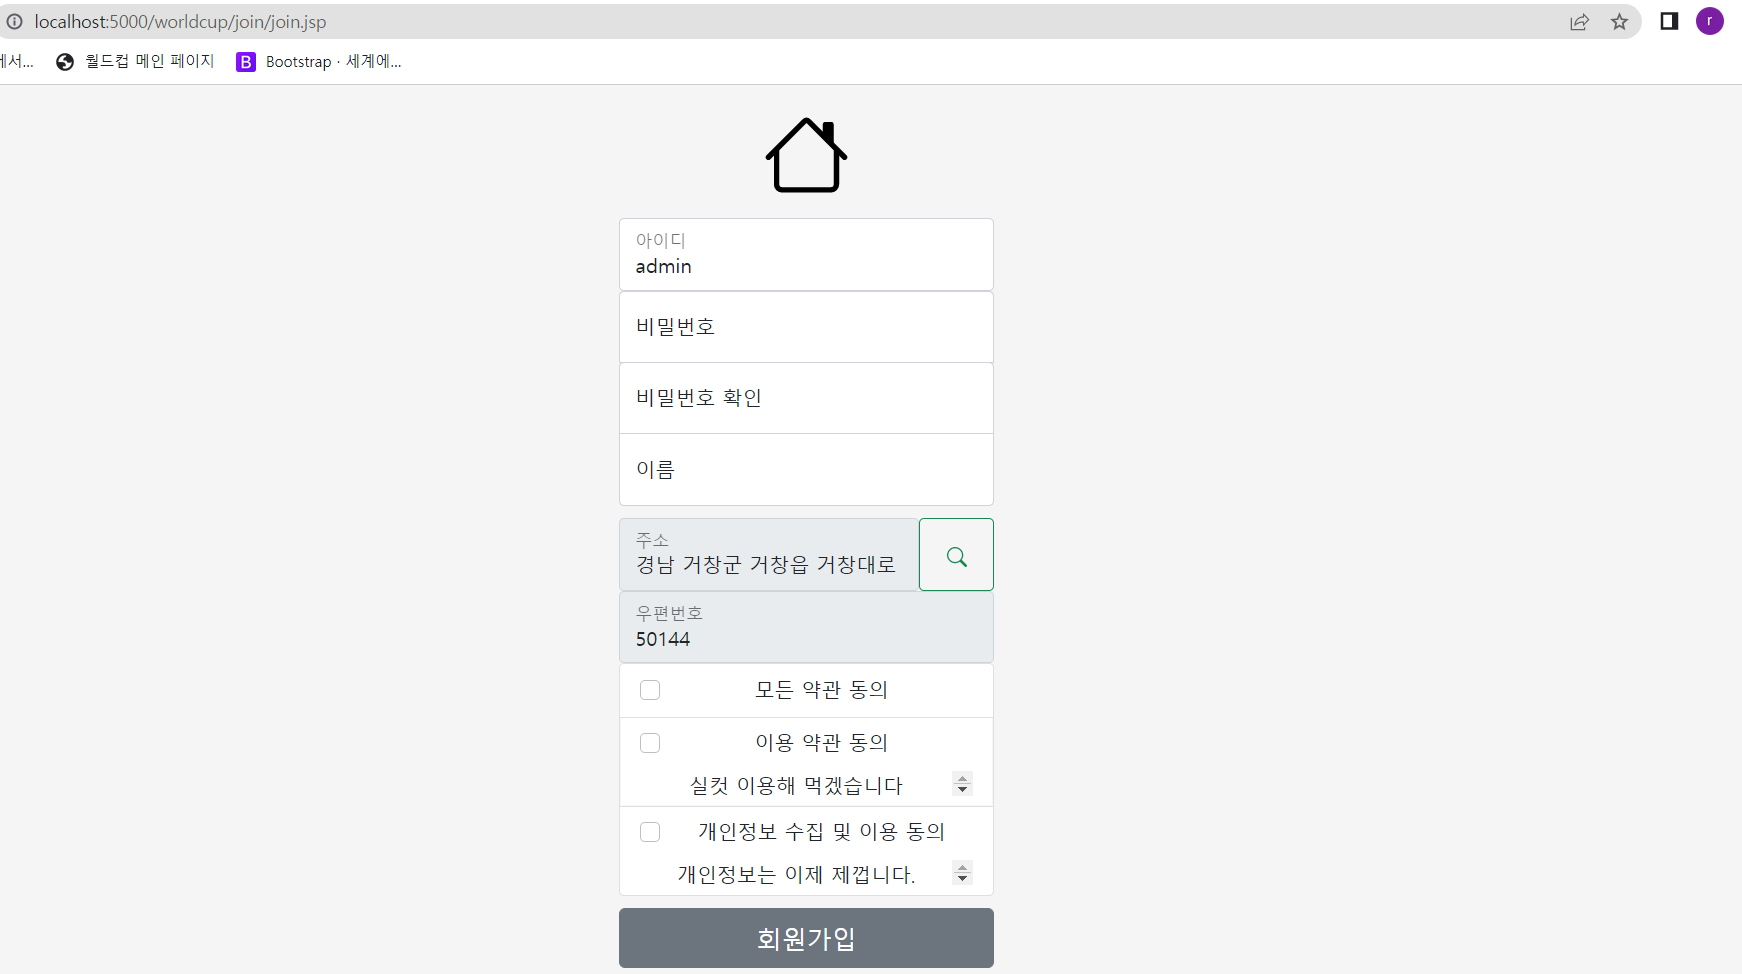 localhost:5000/worldcup/join/join.jsp
r
에서...
월드컵 메인 페이지
B
Bootstrap · 세계에...
아이디
admin
비밀번호
비밀번호 확인
이름
주소
경남 거창군 거창읍 거창대로
우편번호
50144
모든 약관 동의
이용 약관 동의
실컷 이용해 먹겠습니다
개인정보 수집 및 이용 동의
개인정보는 이제 제껍니다.
회원가입